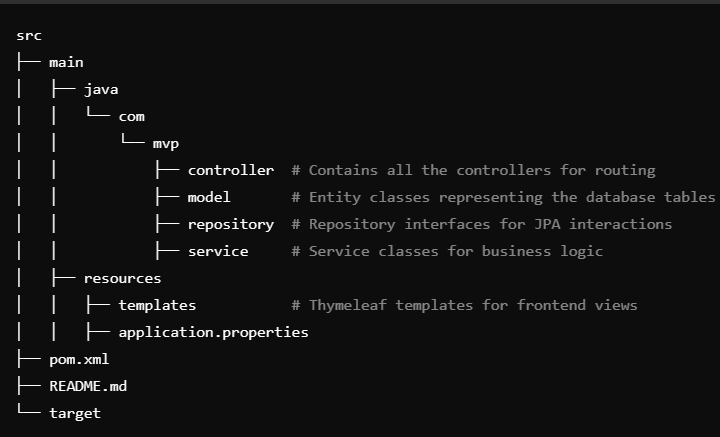 src
├── main
│   ├── java
│   │   └── com
│   │       └── mvp
│   │           ├── controller  # Contains all the controllers for routing
│   │           ├── model       # Entity classes representing the database tables
│   │           ├── repository  # Repository interfaces for JPA interactions
│   │           ├── service     # Service classes for business logic
│   ├── resources
│   │   ├── templates           # Thymeleaf templates for frontend views
│   │   ├── application.properties
├── pom.xml
├── README.md
└── target